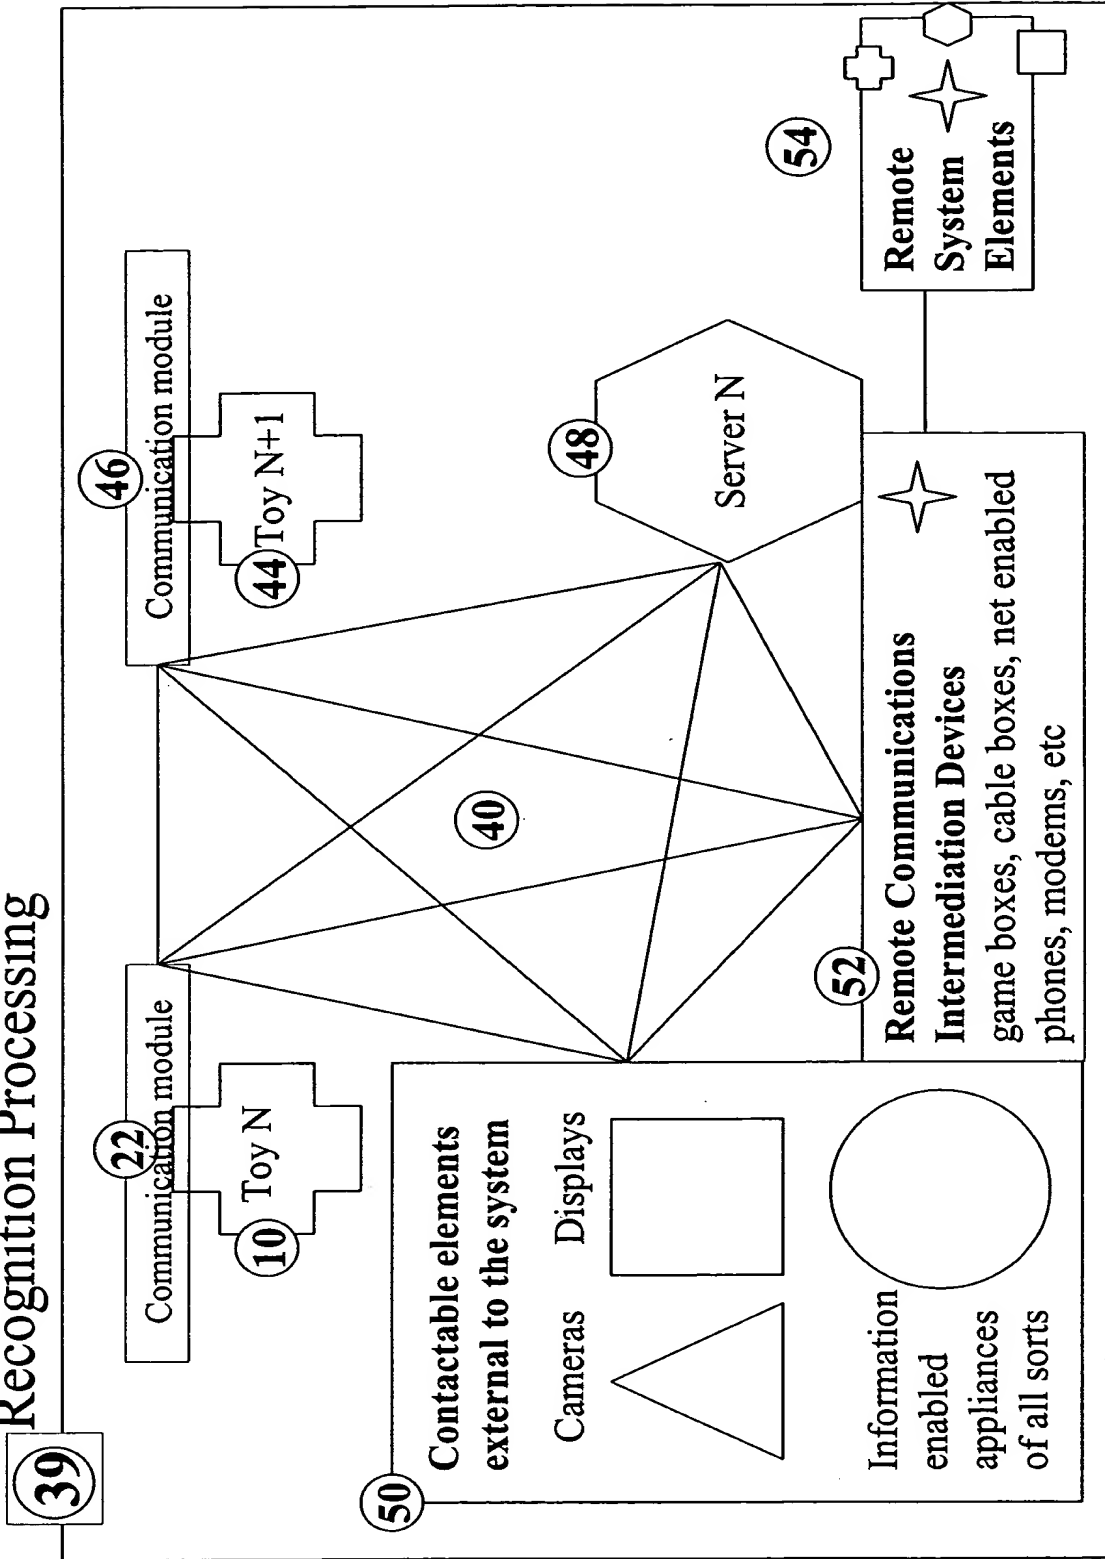 39 Recognition Processing
22
Communication module
10
Toy N
46
Communication module
44
Toy N+1
40
48
Server N
50
Contactable elements
external to the system
Cameras Displays
Information
enabled
appliances
of all sorts
52
Remote Communications
Intermediation Devices
game boxes, cable boxes, net enabled
phones, modems, etc
54
Remote
System
Elements